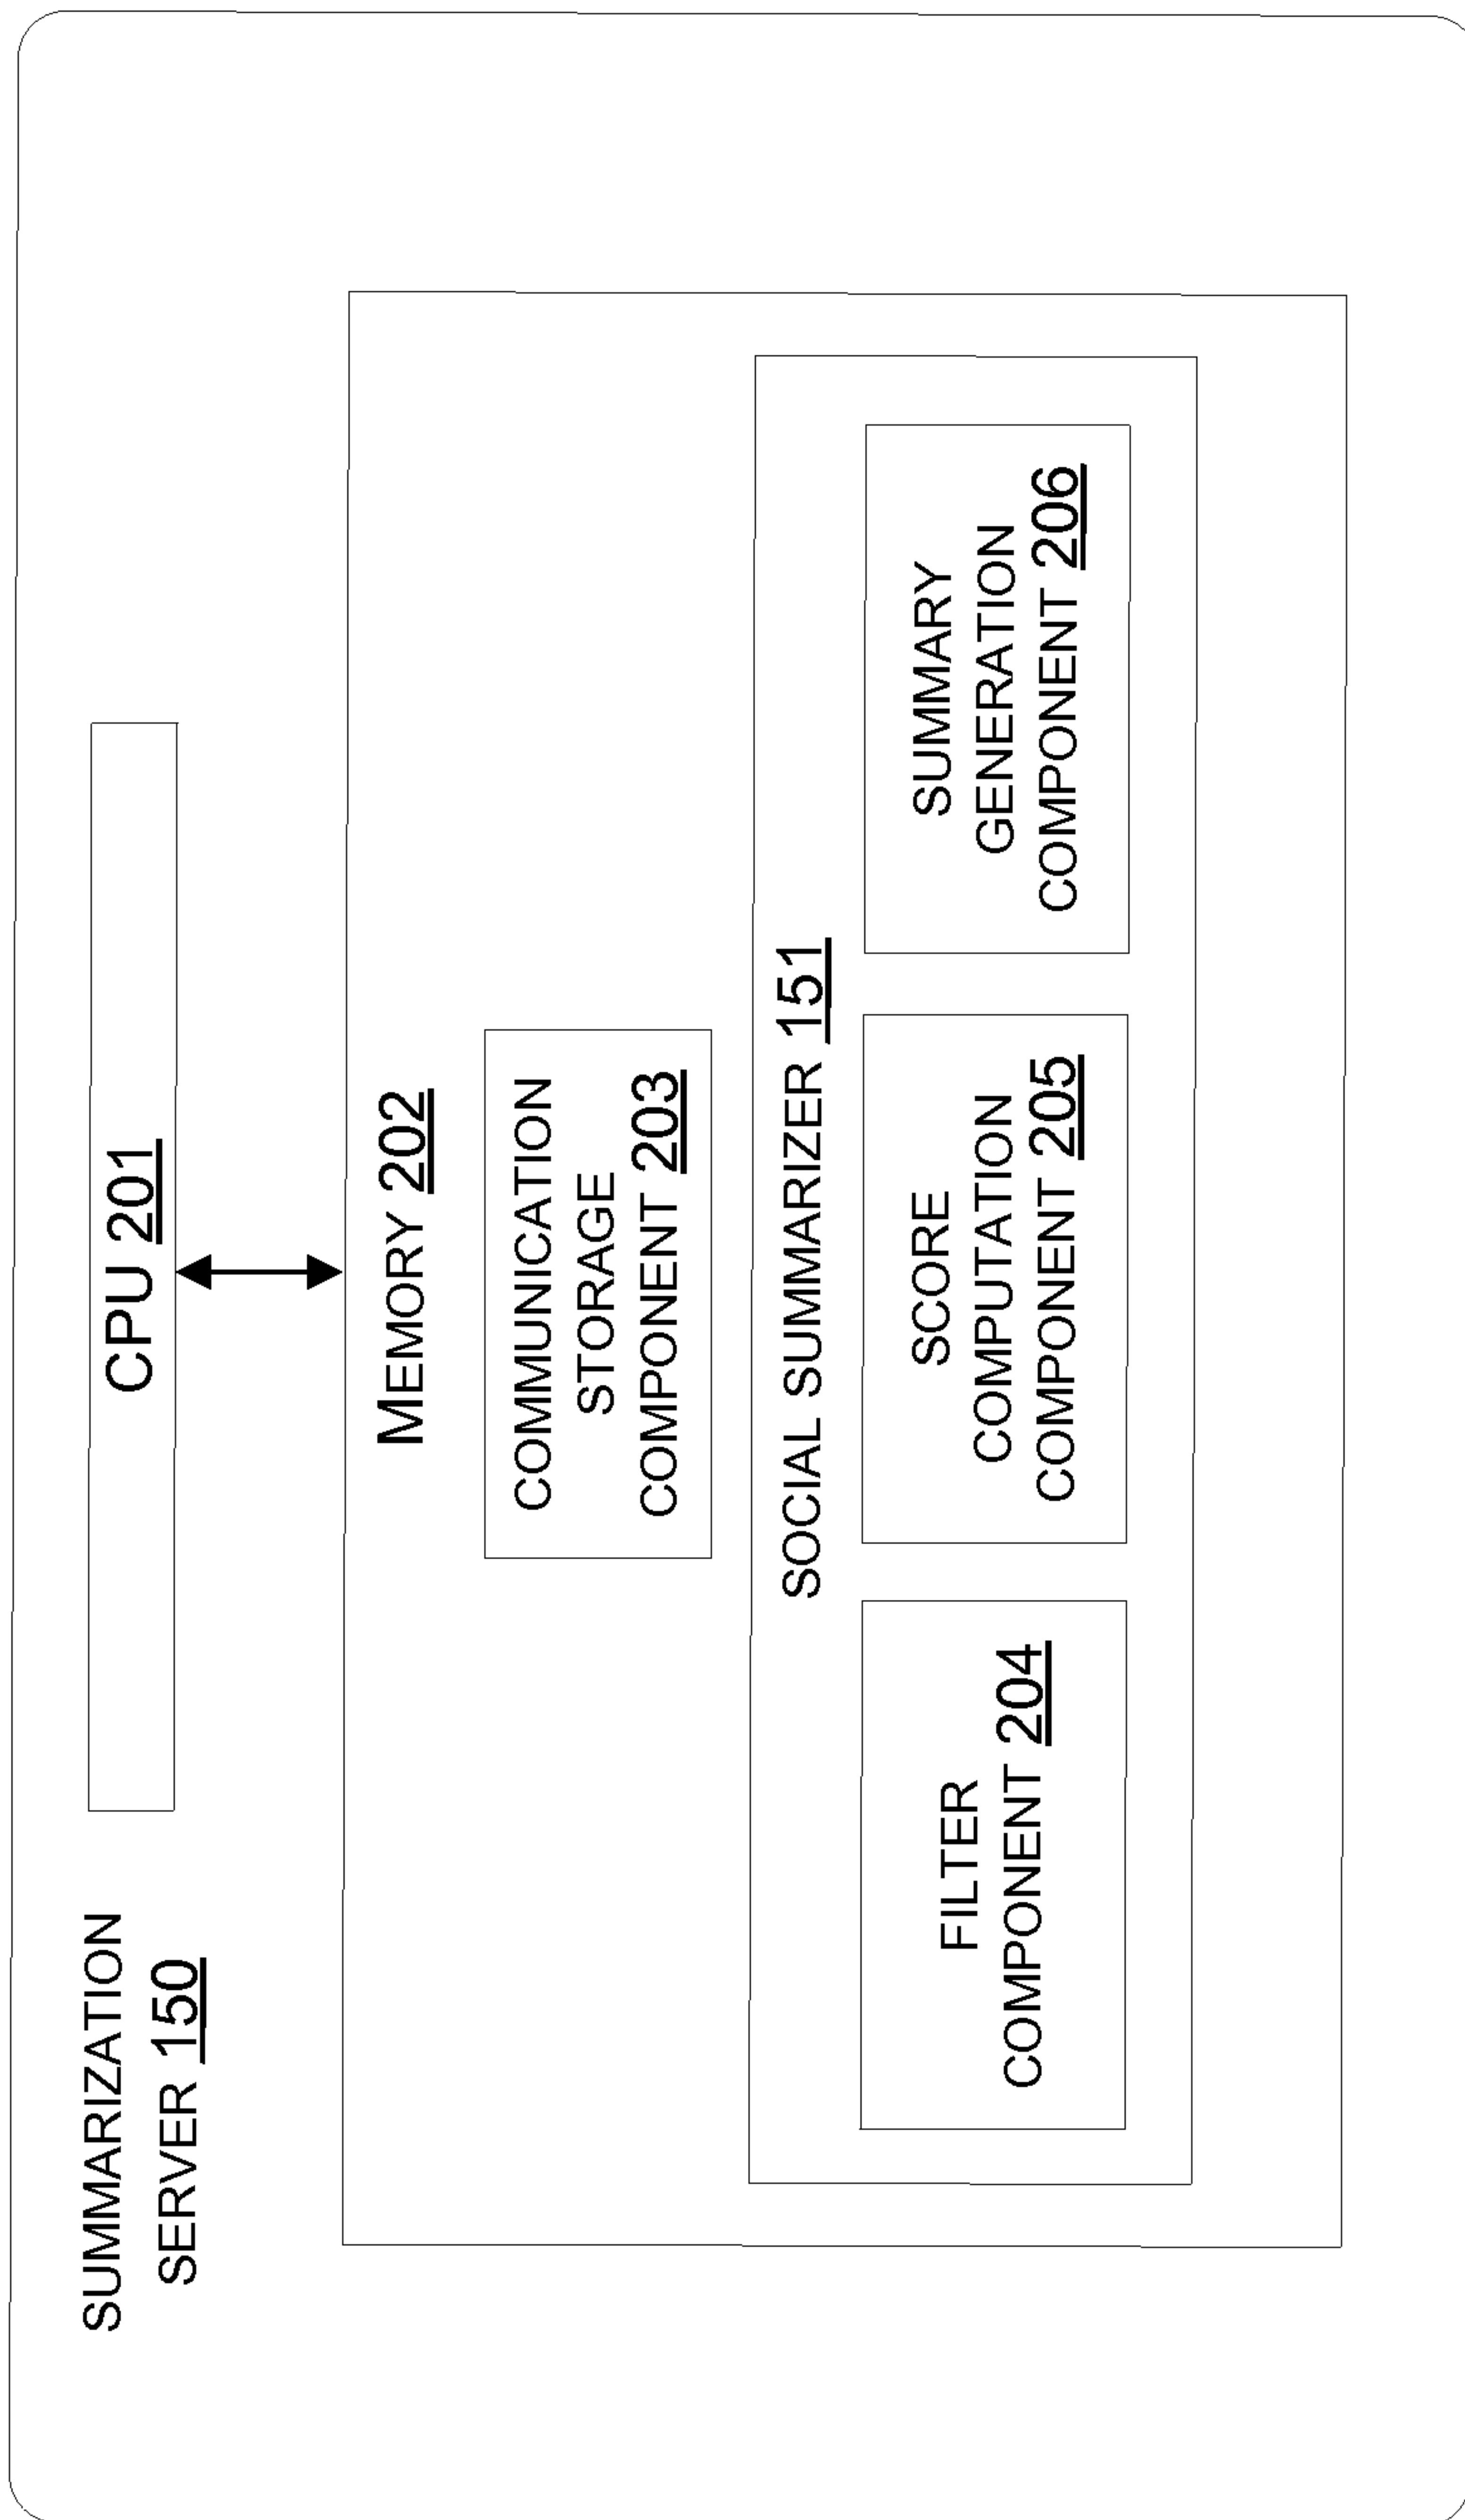 SUMMARIZATION
SERVER 150
CPU 201
MEMORY 202
COMMUNICATION
STORAGE
COMPONENT 203
SOCIAL SUMMARIZER 151
FILTER
COMPONENT 204
SCORE
COMPUTATION
COMPONENT 205
SUMMARY
GENERATION
COMPONENT 206